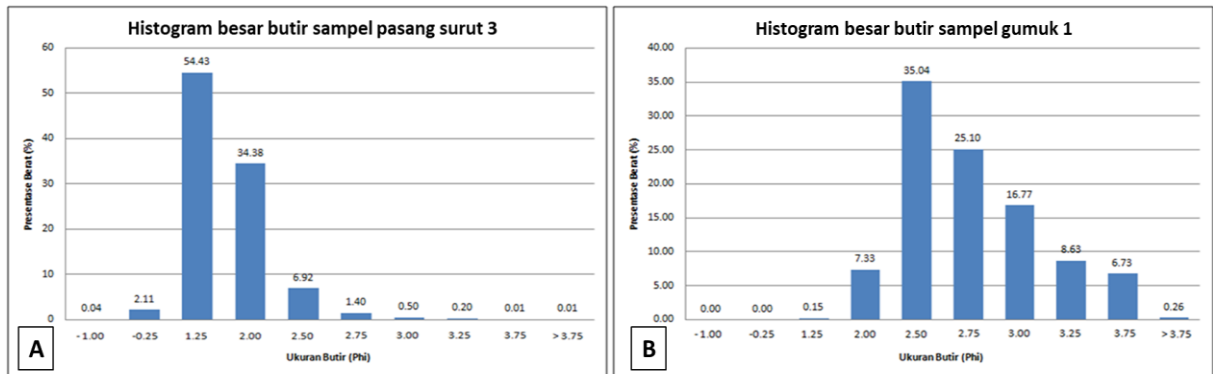 Histogram besar butir sampel pasang surut 3
Presentase Berat (%)
60
50
40
30
20
10
0
0.04 2.11 54.43 34.38 6.92 1.40 0.50 0.20 0.01 0.01
- 1.00 -0.25 1.25 2.00 2.50 2.75 3.00 3.25 3.75 > 3.75
Ukuran Butir (Phi)
A
Histogram besar butir sampel gumuk 1
Presentase Berat (%)
40.00
35.00
30.00
25.00
20.00
15.00
10.00
5.00
0.00
0.00 0.00 0.15 7.33 35.04 25.10 16.77 8.63 6.73 0.26
- 1.00 -0.25 1.25 2.00 2.50 2.75 3.00 3.25 3.75 > 3.75
Ukuran Butir (Phi)
B